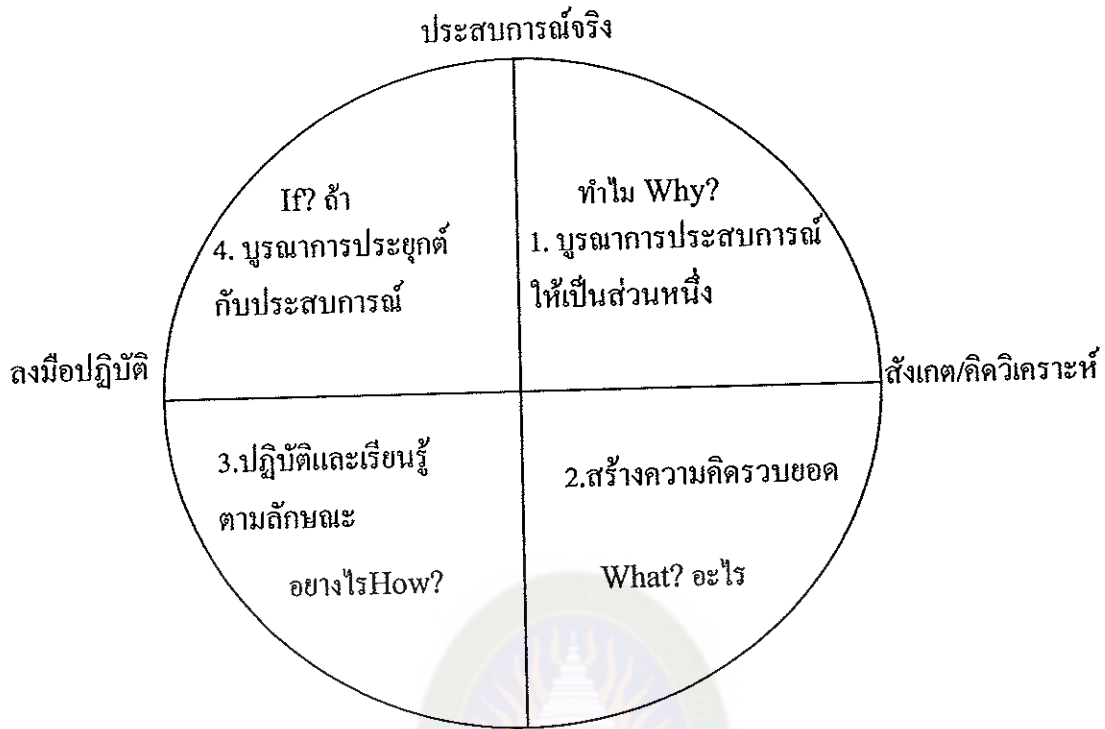 ประสบการณ์จริง
If? ถ้า
4. บูรณาการประยุกต์
กับประสบการณ์
ทำไม Why?
1. บูรณาการประสบการณ์
ให้เป็นส่วนหนึ่ง
ลงมือปฏิบัติ
สังเกต/คิดวิเคราะห์
3.ปฏิบัติและเรียนรู้
ตามลักษณะ
อยางไรHow?
2.สร้างความคิดรวบยอด
What? อะไร